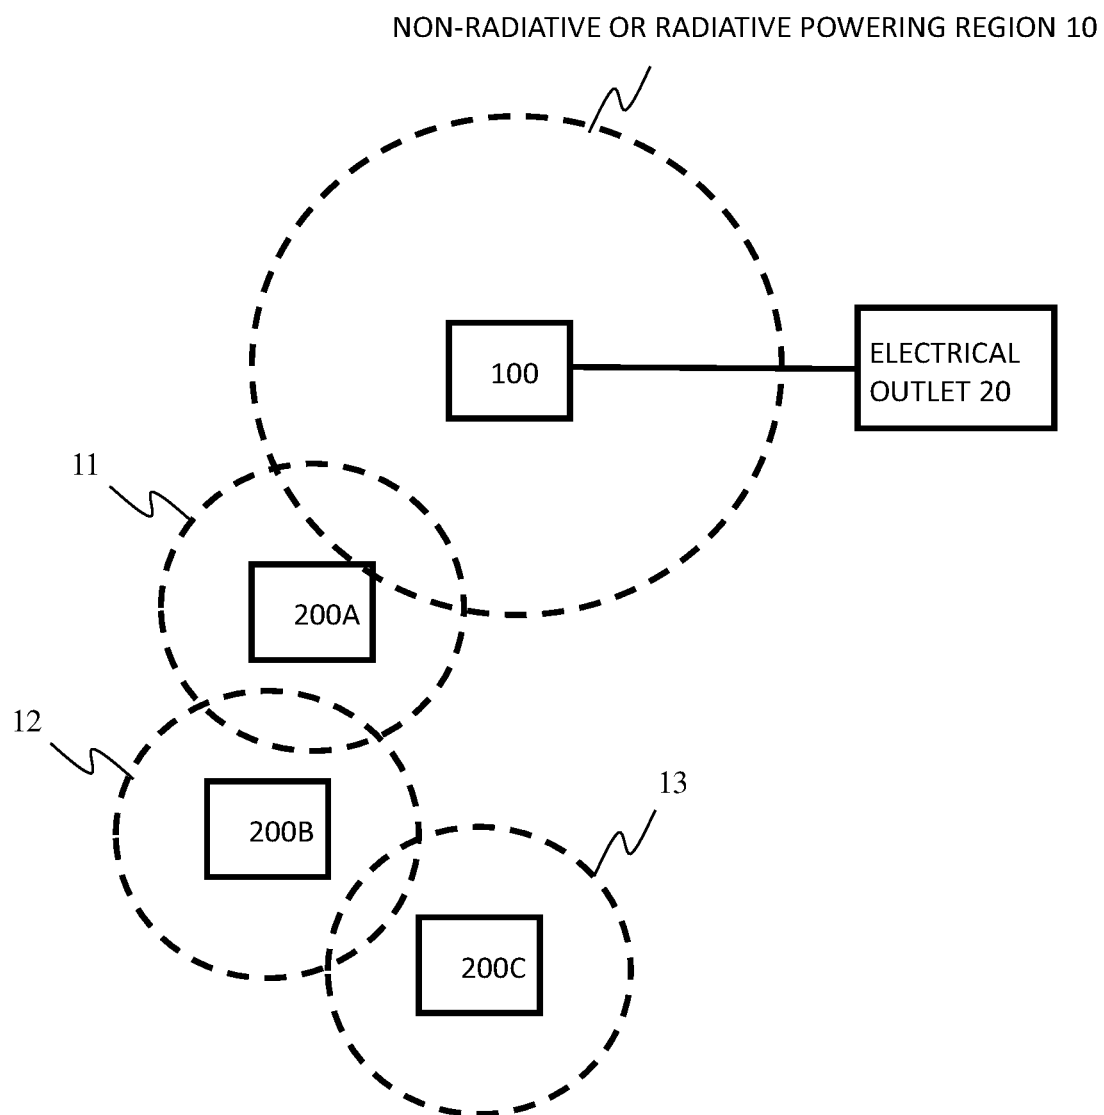 NON-RADIATIVE OR RADIATIVE POWERING REGION 10
100
ELECTRICAL
OUTLET 20
11
200A
12
200B
13
200C